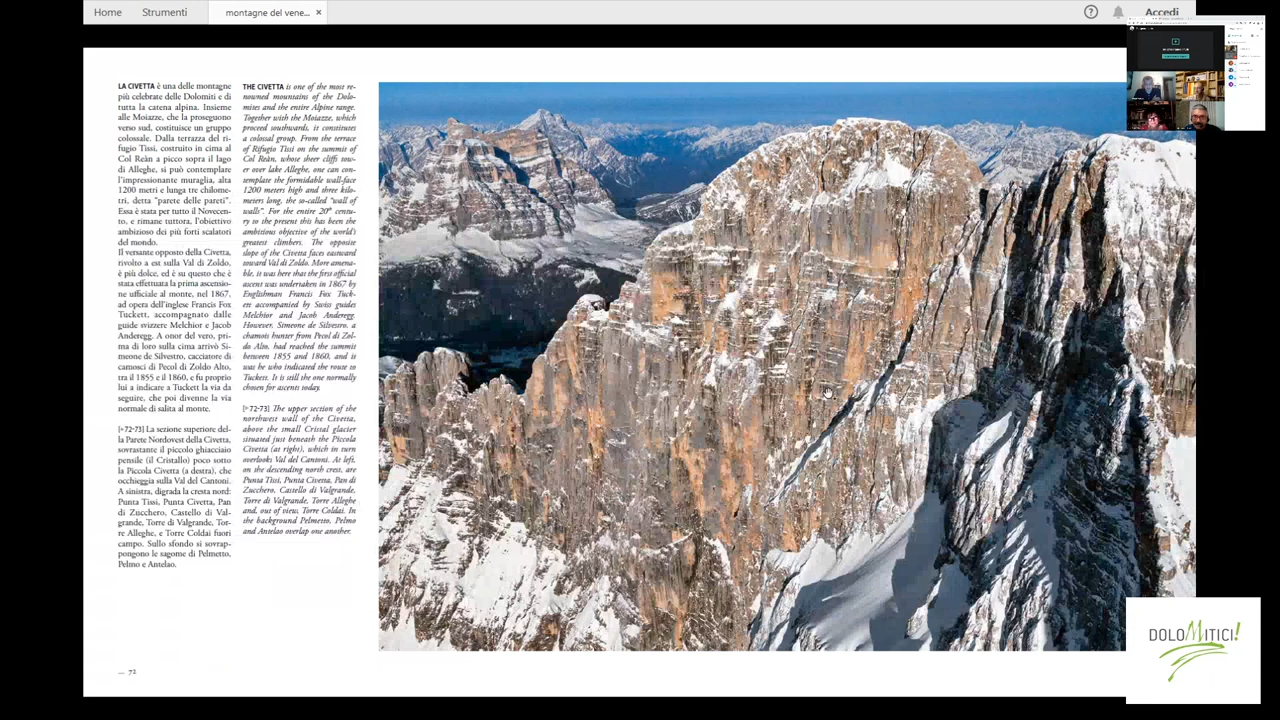 Home
Strumenti
montagne del vene...
×
Accedi
LA CIVETTA è una delle montagne
più celebrate delle Dolomiti e di
tutta la catena alpina. Insieme
alle Moiazze, che la proseguono
verso sud, costituisce un gruppo
colossale. Dalla terrazza del ri-
fugio Tissi, costruito in cima al
Col Reàn a picco sopra il lago
di Alleghe, si può contemplare
l'impressionante muraglia, alta
1200 metri e lunga tre chilome-
tri, detta "parete delle pareti".
Essa è stata per tutto il Novecen-
to, e rimane tuttora, l'obiettivo
ambizioso dei più forti scalatori
del mondo.
Il versante opposto della Civetta,
rivolto a est sulla Val di Zoldo,
è più dolce, ed è su questo che è
stata effettuata la prima ascensio-
ne ufficiale al monte, nel 1867,
ad opera dell'inglese Francis Fox
Tuckett, accompagnato dalle
guide svizzere Melchior e Jacob
Anderegg. A onor del vero, pri-
ma di loro sulla cima arrivò Si-
meone de Silvestro, cacciatore di
camosci di Pecol di Zoldo Alto,
tra il 1855 e il 1860, e fu proprio
lui a indicare a Tuckett la via da
seguire, che poi divenne la via
normale di salita al monte.
[▹72-73] La sezione superiore del-
la Parete Nordovest della Civetta,
sovrastante il piccolo ghiacciaio
pensile (il Cristallo) poco sotto
la Piccola Civetta (a destra), che
occhieggia sulla Val del Cantoni.
A sinistra, digrada la cresta nord:
Punta Tissi, Punta Civetta, Pan
di Zucchero, Castello di Val-
grande, Torre di Valgrande, Tor-
re Alleghe, e Torre Coldai fuori
campo. Sullo sfondo si sovrap-
pongono le sagome di Pelmetto,
Pelmo e Antelao.
THE CIVETTA is one of the most re-
nowned mountains of the Dolo-
mites and the entire Alpine range.
Together with the Moiazze, which
proceed southwards, it constitutes
a colossal group. From the terrace
of Rifugio Tissi on the summit of
Col Reàn, whose sheer cliffs tow-
er over lake Alleghe, one can con-
template the formidable wall-face
1200 meters high and three kilo-
meters long, the so-called "wall of
walls". For the entire 20th centu-
ry to the present this has been the
ambitious objective of the world's
greatest climbers. The opposite
slope of the Civetta faces eastward
toward Val di Zoldo. More amena-
ble, it was here that the first official
ascent was undertaken in 1867 by
Englishman Francis Fox Tuck-
ett accompanied by Swiss guides
Melchior and Jacob Anderegg.
However, Simeone de Silvestro, a
chamois hunter from Pecol di Zol-
do Alto, had reached the summit
between 1855 and 1860, and is
was he who indicated the route to
Tuckett. It is still the one normally
chosen for ascents today.
[▹72-73] The upper section of the
northwest wall of the Civetta,
above the small Cristal glacier
situated just beneath the Piccola
Civetta (at right), which in turn
overlooks Val del Cantoni. At left,
on the descending north crest, are
Punta Tissi, Punta Civetta, Pan di
Zucchero, Castello di Valgrande,
Torre di Valgrande, Torre Alleghe
and, out of view, Torre Coldai. In
the background Pelmetto, Pelmo
and Antelao overlap one another.
— 72
DOLOMITICI!